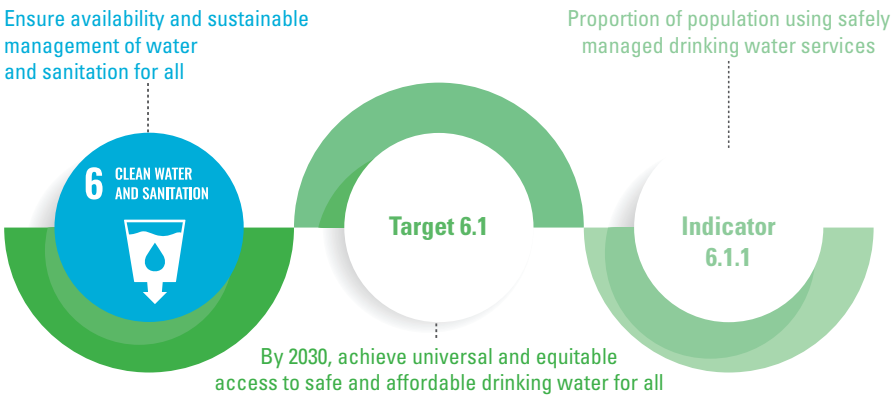 Ensure availability and sustainable
management of water
and sanitation for all
Proportion of population using safely
managed drinking water services
6 CLEAN WATER
AND SANITATION
Target 6.1
Indicator
6.1.1
By 2030, achieve universal and equitable
access to safe and affordable drinking water for all